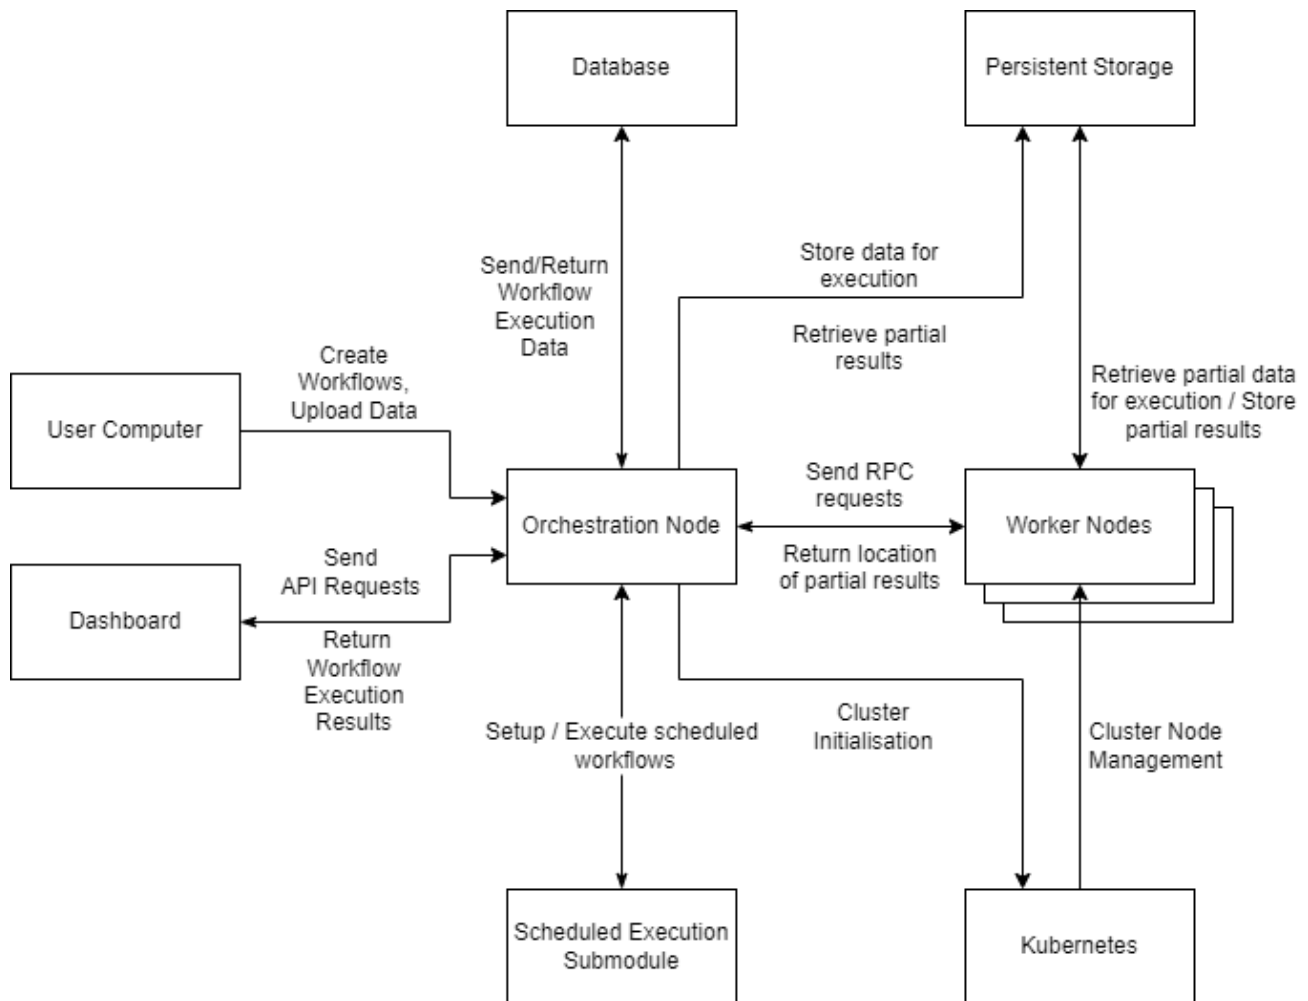 Database
Persistent Storage
Send/Return
Workflow
Execution
Data
Store data for
execution
Retrieve partial
results
Create
Workflows,
Upload Data
User Computer
Retrieve partial data
for execution / Store
partial results
Send RPC
requests
Orchestration Node
Worker Nodes
Return location
of partial results
Send
API Requests
Dashboard
Return
Workflow
Execution
Results
Setup / Execute scheduled
workflows
Cluster
Initialisation
Cluster Node
Management
Scheduled Execution
Submodule
Kubernetes